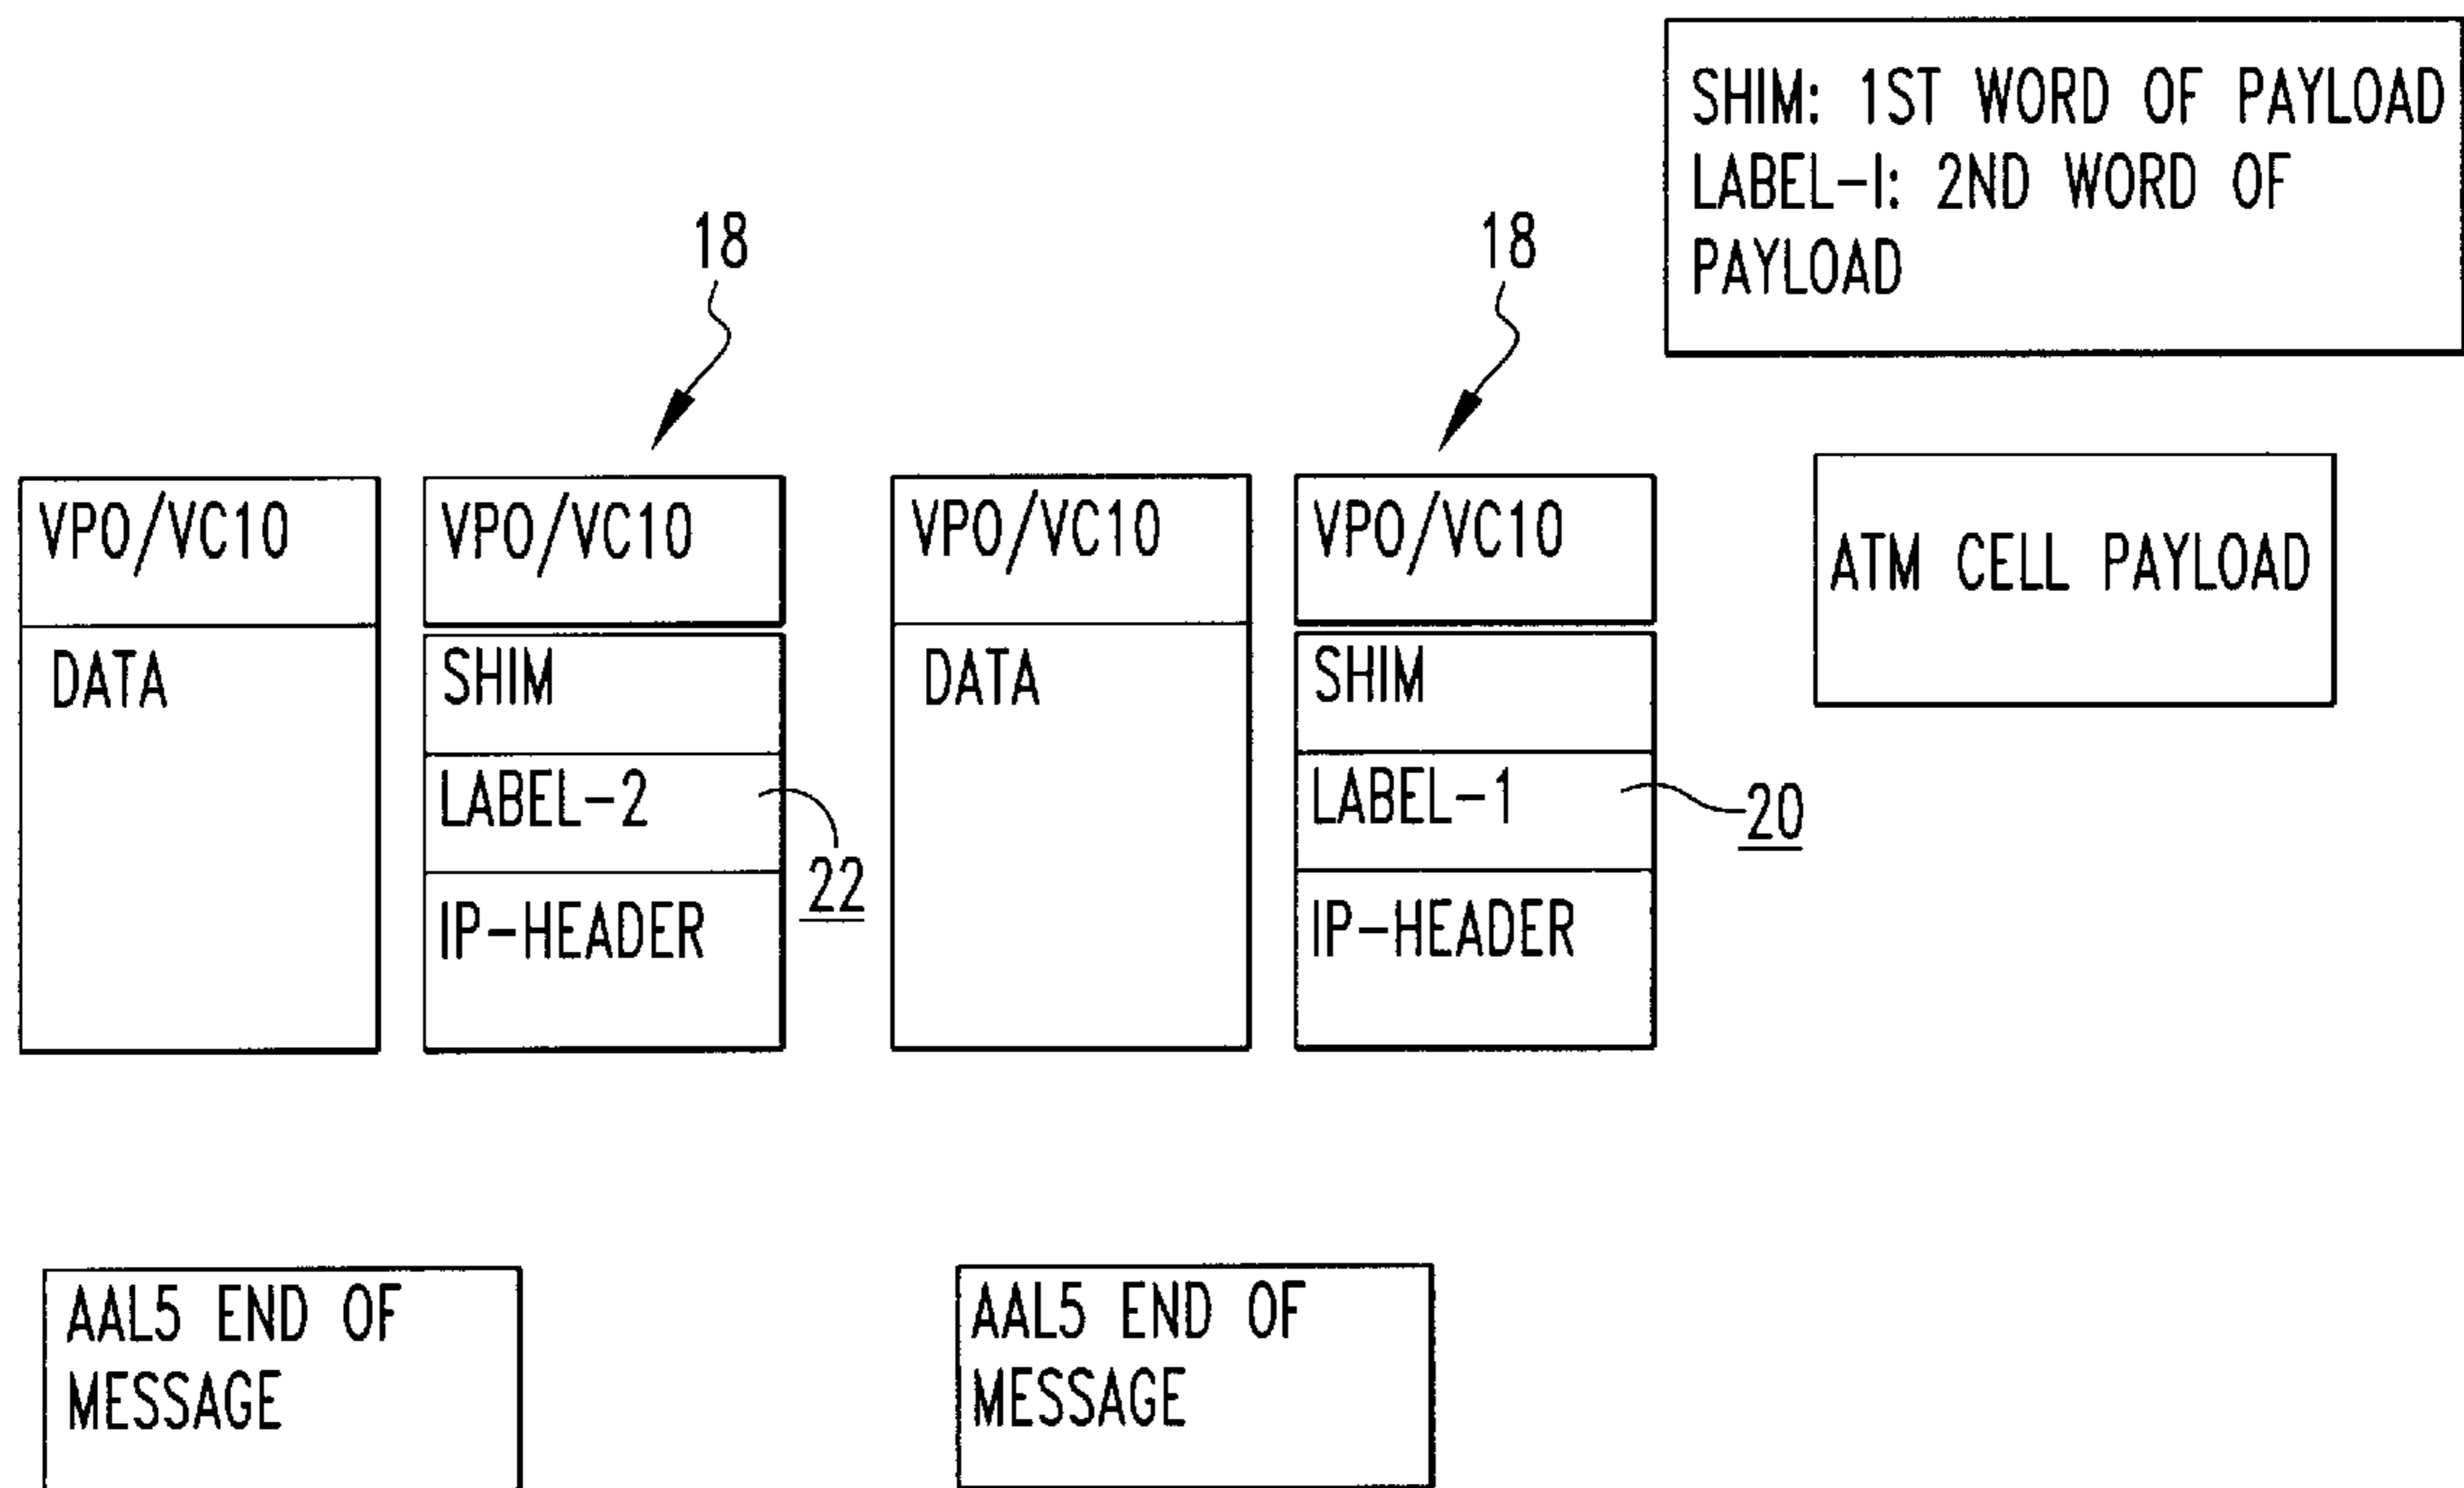 SHIM: 1ST WORD OF PAYLOAD
LABEL-I: 2ND WORD OF
PAYLOAD
18
18
VPO/VC10
VPO/VC10
VPO/VC10
VPO/VC10
ATM CELL PAYLOAD
DATA
SHIM
DATA
SHIM
LABEL-2
LABEL-1
20
22
IP-HEADER
IP-HEADER
AAL5 END OF
MESSAGE
AAL5 END OF
MESSAGE